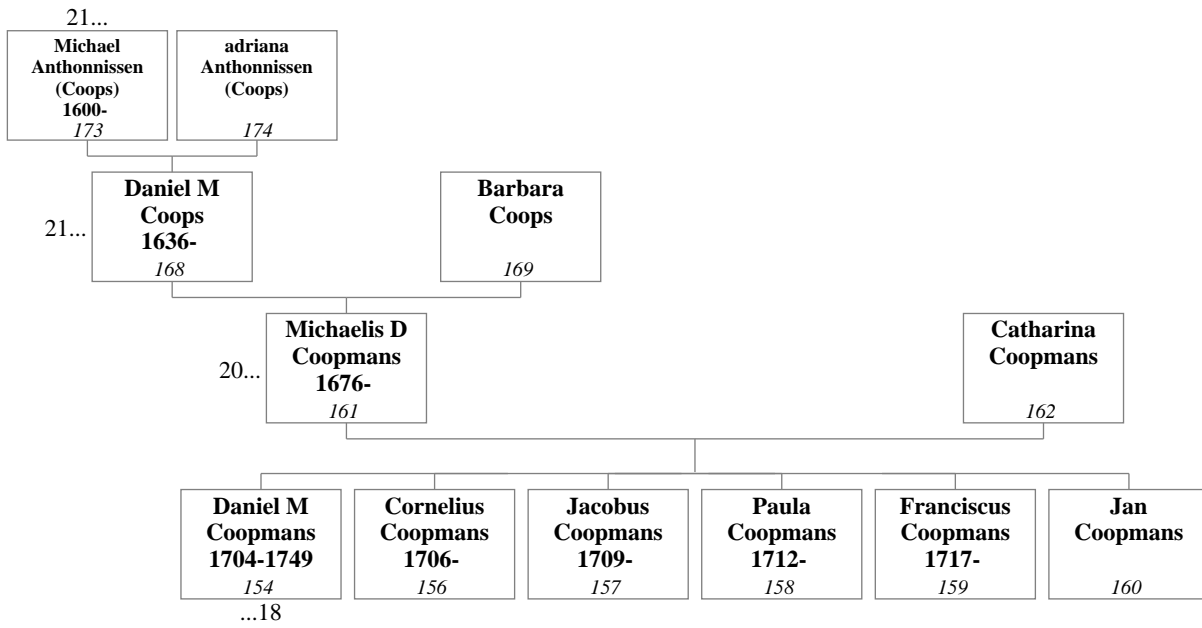 21...
Michael
Anthonnissen
(Coops)
1600-
173
adriana
Anthonnissen
(Coops)
174
21...
Daniel M
Coops
1636-
168
Barbara
Coops
169
20...
Michaelis D
Coopmans
1676-
161
Catharina
Coopmans
162
Daniel M
Coopmans
1704-1749
154
Cornelius
Coopmans
1706-
156
Jacobus
Coopmans
1709-
157
Paula
Coopmans
1712-
158
Franciscus
Coopmans
1717-
159
Jan
Coopmans
160
...18